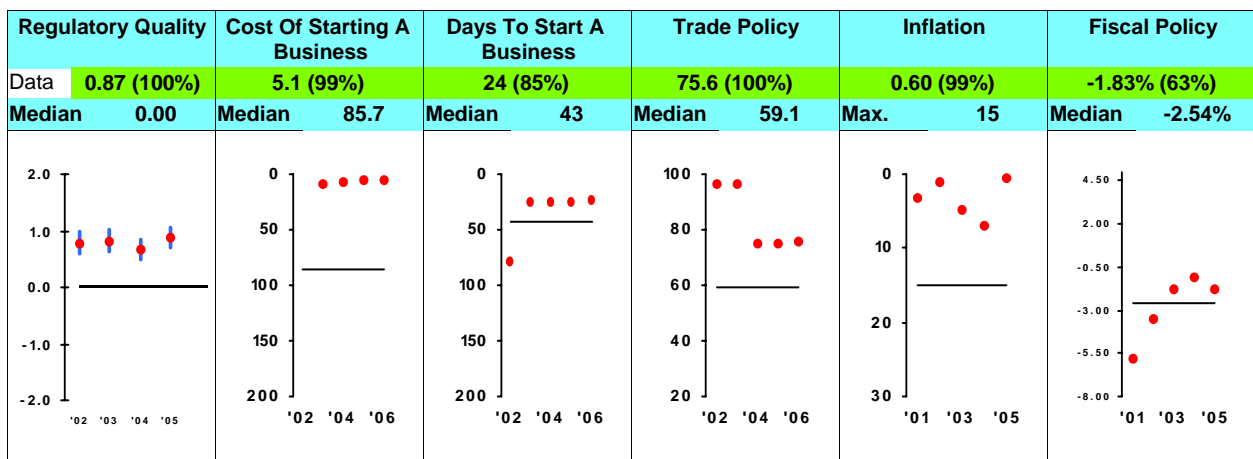 Regulatory Quality
Cost Of Starting A
Business
Days To Start A
Business
Trade Policy
Inflation
Fiscal Policy
Data 0.87 (100%)
5.1 (99%)
24 (85%)
75.6 (100%)
0.60 (99%)
-1.83% (63%)
Median 0.00
Median 85.7
Median 43
Median 59.1
Max. 15
Median -2.54%
2.0
1.0
0.0
-1.0
-2.0
'02 '03 '04 '05
0
50
100
150
200
'02 '04 '06
0
50
100
150
200
'02 '04 '06
100
80
60
40
20
'02 '04 '06
0
10
20
30
'01 '03 '05
4.50
2.00
-0.50
-3.00
-5.50
-8.00
'01 '03 '05